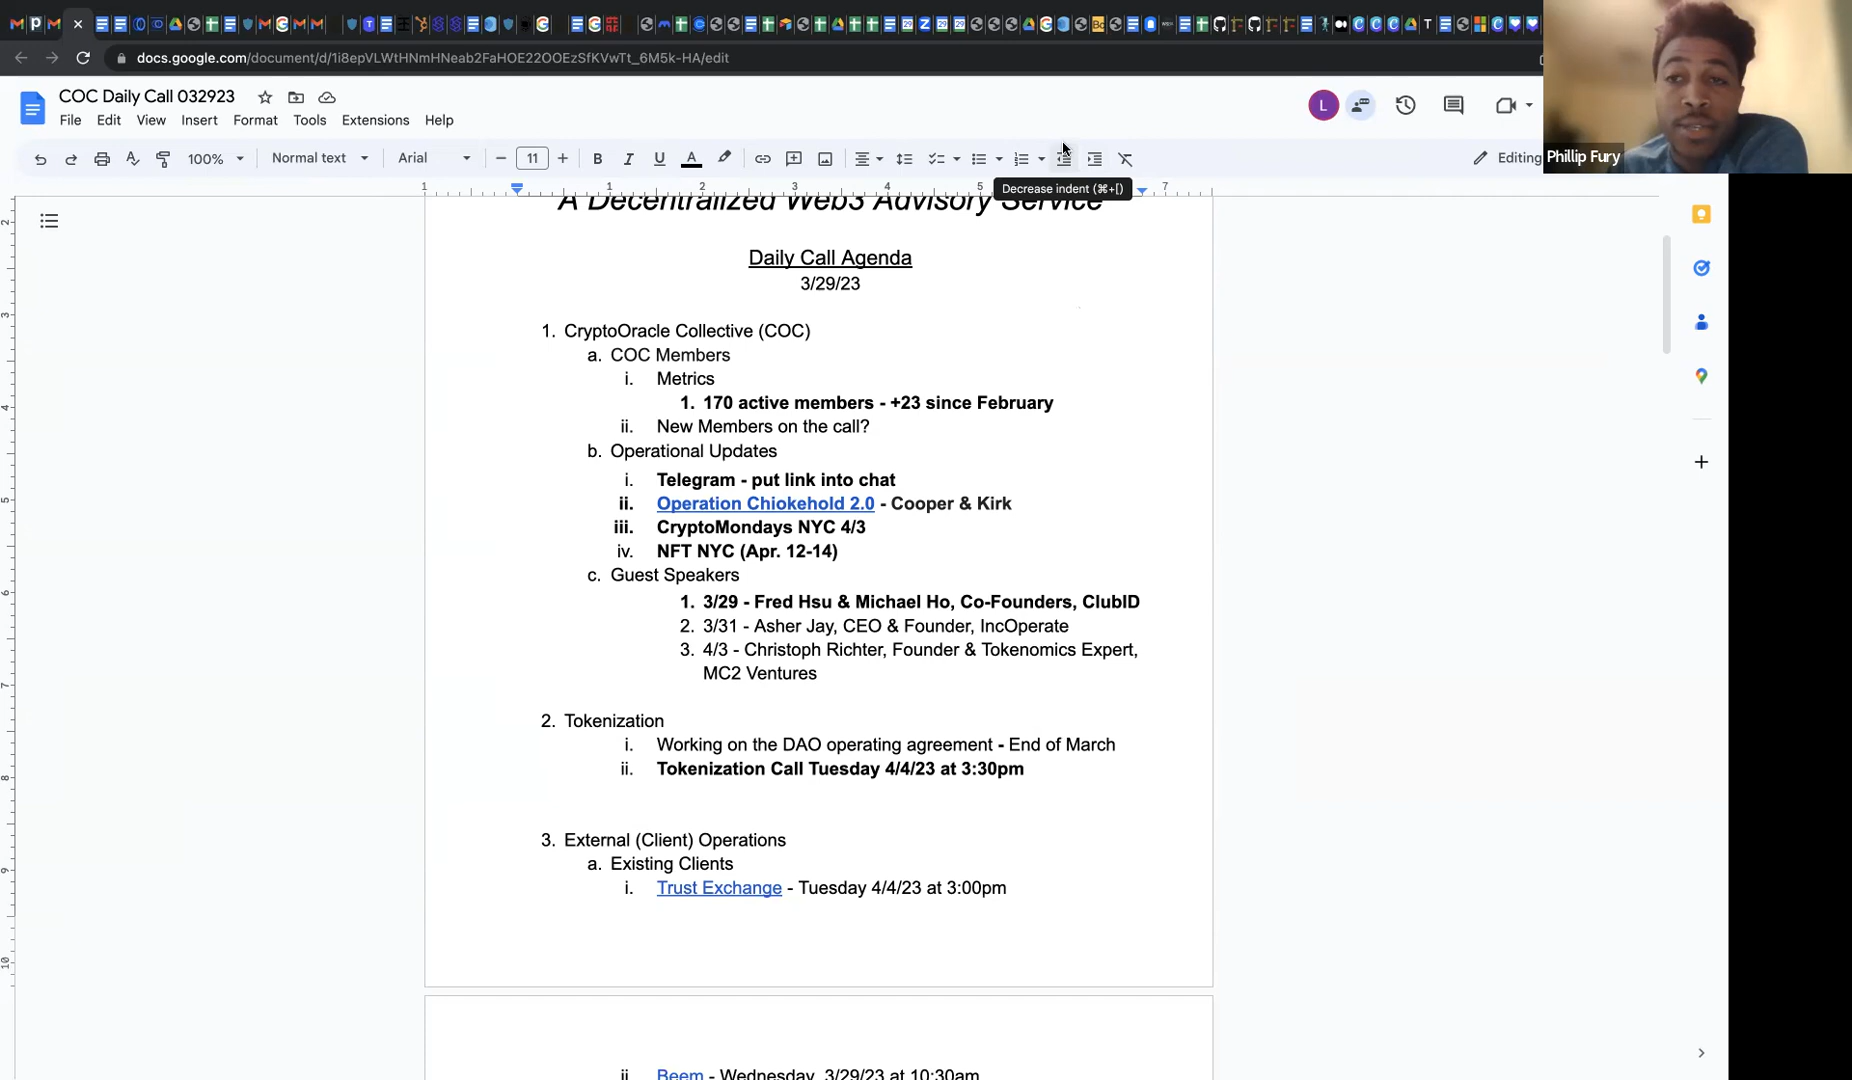 docs.google.com/document/d/1i8epVLWtHNmHNeab2FaHOE22OOEzSfKVwTt_6M5k-HA/edit
COC Daily Call 032923
L
File Edit View Insert Format Tools Extensions Help
100% Normal text Arial 11 Editing
Phillip Fury
Decrease indent (⌘+[)
A Decentralized Web3 Advisory Service
Daily Call Agenda
3/29/23
1. CryptoOracle Collective (COC)
a. COC Members
i. Metrics
1. 170 active members - +23 since February
ii. New Members on the call?
b. Operational Updates
i. Telegram - put link into chat
ii. Operation Chiokehold 2.0 - Cooper & Kirk
iii. CryptoMondays NYC 4/3
iv. NFT NYC (Apr. 12-14)
c. Guest Speakers
1. 3/29 - Fred Hsu & Michael Ho, Co-Founders, ClubID
2. 3/31 - Asher Jay, CEO & Founder, IncOperate
3. 4/3 - Christoph Richter, Founder & Tokenomics Expert,
MC2 Ventures
2. Tokenization
i. Working on the DAO operating agreement - End of March
ii. Tokenization Call Tuesday 4/4/23 at 3:30pm
3. External (Client) Operations
a. Existing Clients
i. Trust Exchange - Tuesday 4/4/23 at 3:00pm
ii. Beem - Wednesday, 3/29/23 at 10:30am